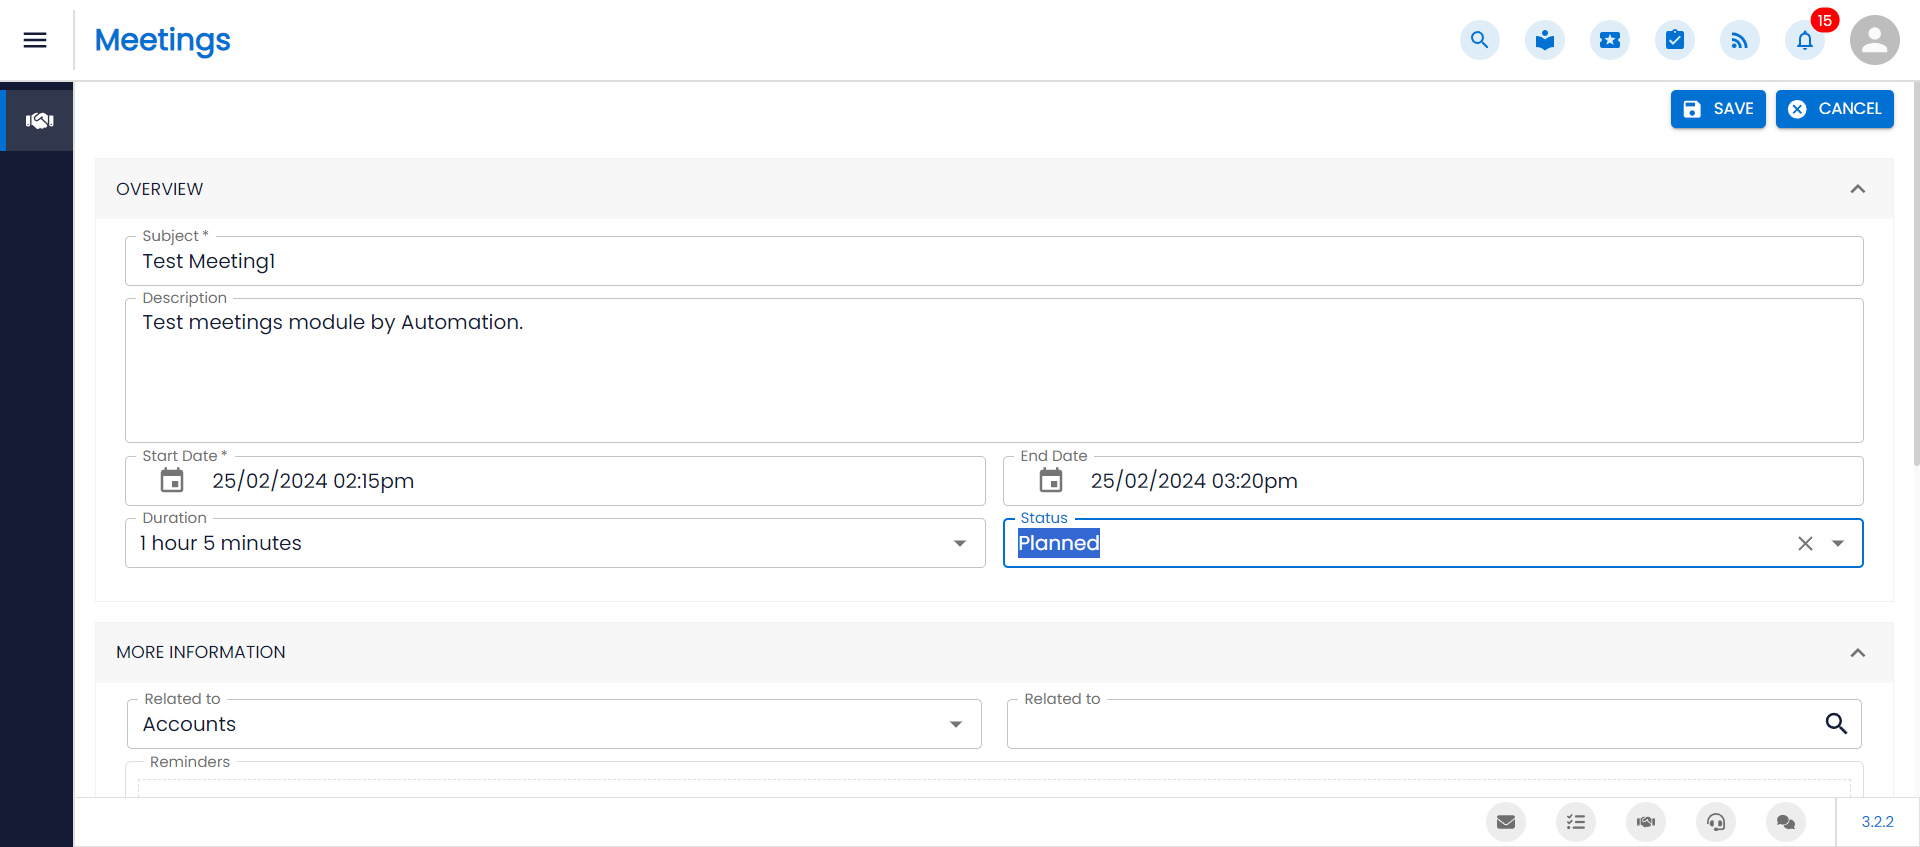 Meetings
15
SAVE
CANCEL
OVERVIEW
Subject *
Test Meeting1
Description
Test meetings module by Automation.
Start Date *
25/02/2024 02:15pm
End Date
25/02/2024 03:20pm
Duration
1 hour 5 minutes
Status
Planned
MORE INFORMATION
Related to
Accounts
Related to
Reminders
3.2.2